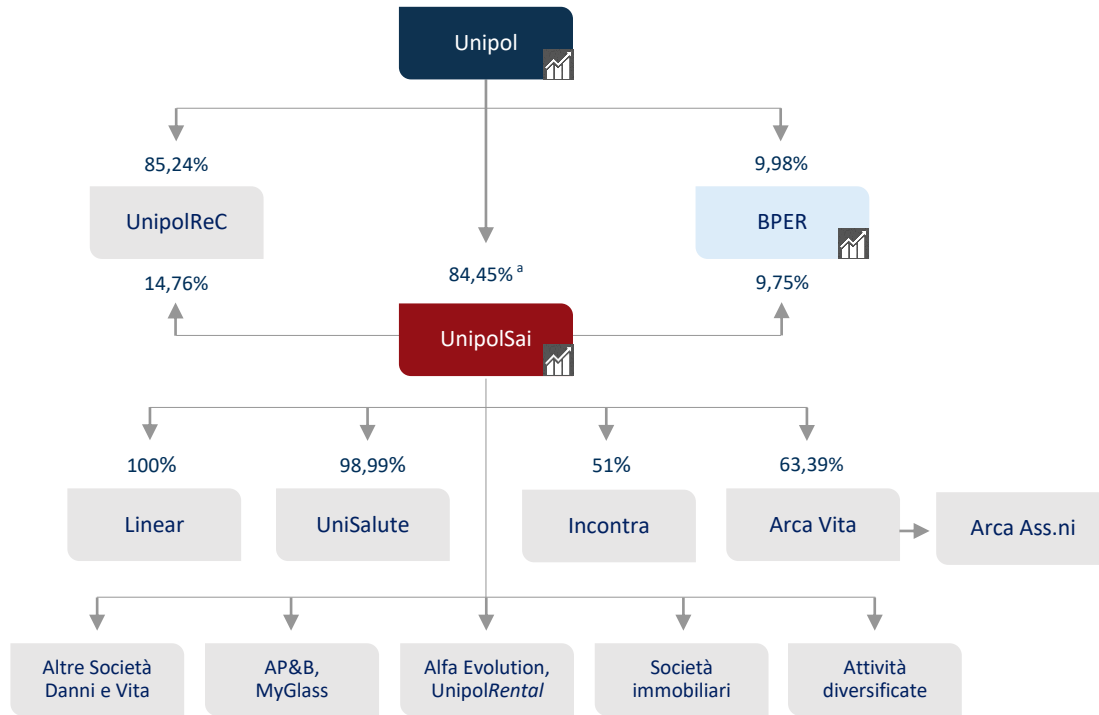 Unipol
85,24%
9,98%
UnipolReC
BPER
14,76%
84,45% a
9,75%
UnipolSai
100%
98,99%
51%
63,39%
Linear
UniSalute
Incontra
Arca Vita
Arca Ass.ni
Altre Società
Danni e Vita
AP&B,
MyGlass
Alfa Evolution,
UnipolRental
Società
immobiliari
Attività
diversificate